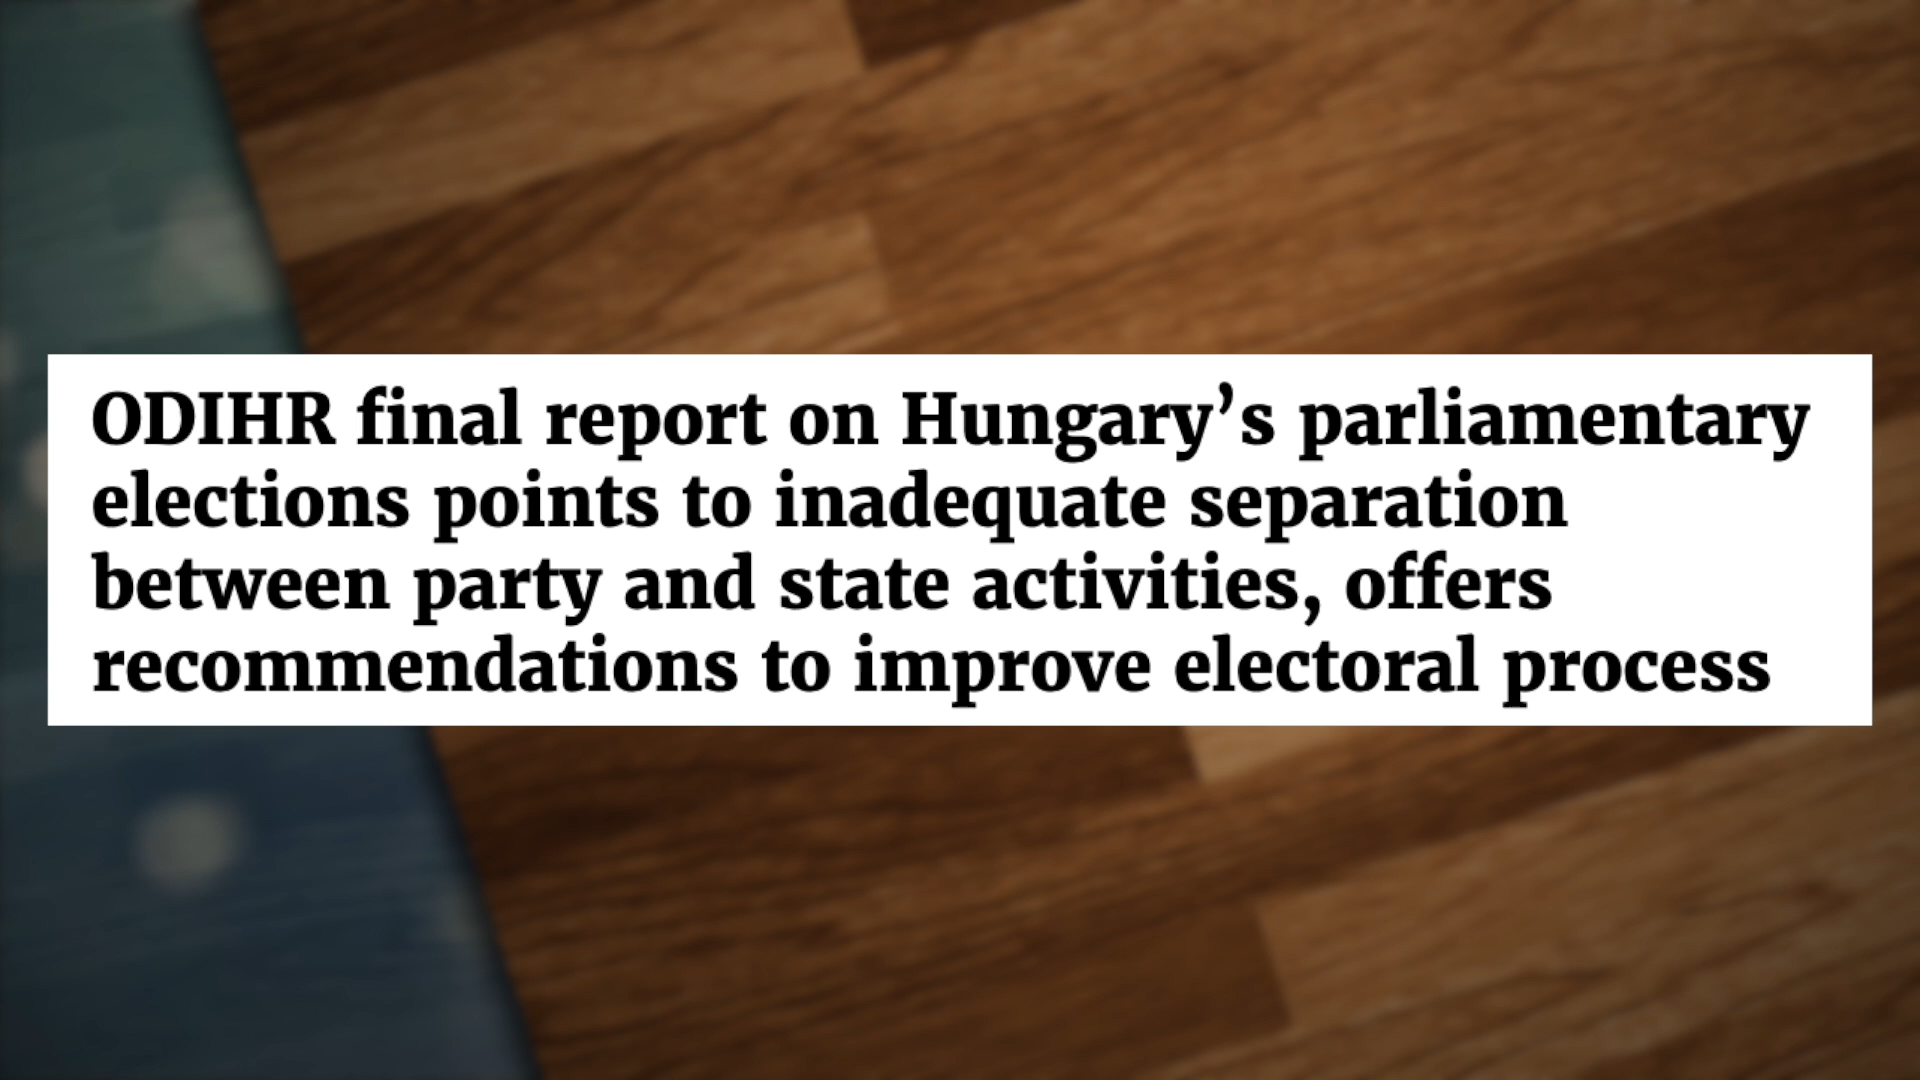 ODIHR final report on Hungary’s parliamentary
elections points to inadequate separation
between party and state activities, offers
recommendations to improve electoral process